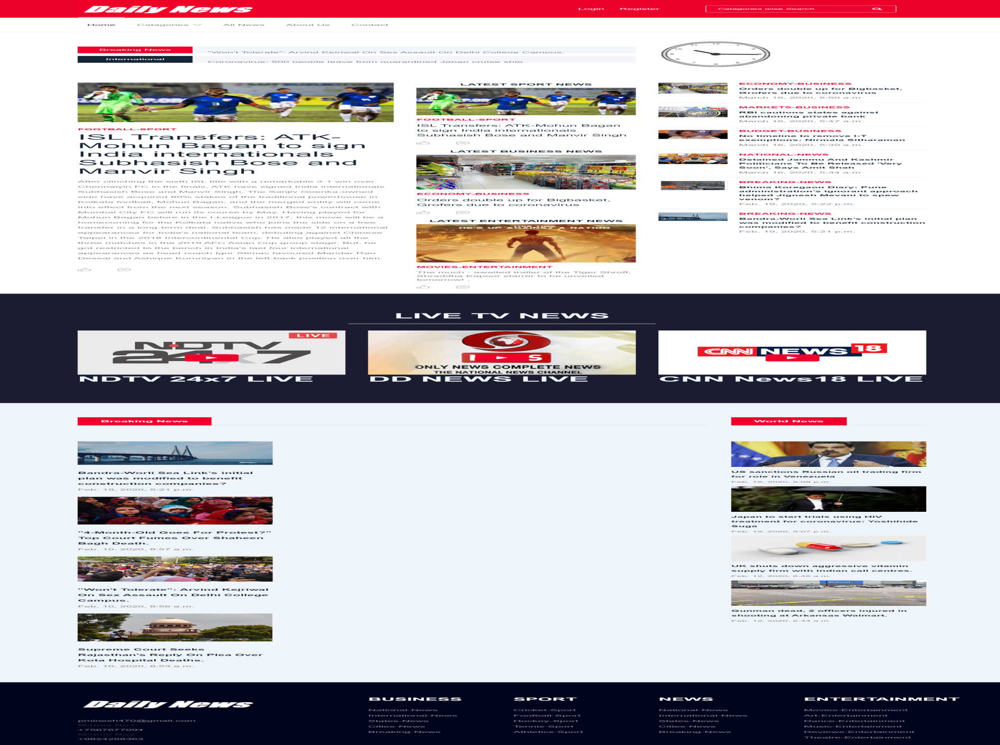 Daily News
Login
Register
Catagories wise Search
Home
Catagories
All News
About Us
Contact
Breaking News
"Won't Tolerate": Arvind Kejriwal On Sex Assault On Delhi College Campus.
International
Coronavirus: 500 people leave from quarantined Japan cruise ship
FOOTBALL-SPORT
ISL Transfers: ATK-
Mohun Bagan to sign
India internationals
Subhasish Bose and
Manvir Singh
After clinching the sixth ISL title with a remarkable 3-1 win over
Chennaiyin FC in the finals, ATK have signed India internationals
Subhasish Bose and Manvir Singh. The Sanjiv Goenka-owned
side have acquired 80% stakes of the traditional powerhouse in
Kolkata football, Mohun Bagan, and the merged entity will come
into effect from the next season. Subhasish Bose's contract with
Mumbai City FC will run its course by May. Having played for
Mohun Bagan before in the I-League in 2017, this move will be a
homecoming for the Kolkata native who joins the side on a free
transfer in a long-term deal. Subhasish has made 12 international
appearances for India's national team, debuting against Chinese
Taipei in the 2018 Intercontinental Cup. He also played all the
three matches in the 2019 AFC Asian Cup group stage. But, he
got restricted to the bench in India's last four international
appearances as head coach Igor Stimac favoured Mandar Rao
Dessai and Ashique Kuruniyan in the left-back position over him.
LATEST SPORT NEWS
FOOTBALL-SPORT
ISL Transfers: ATK-Mohun Bagan
to sign India internationals
Subhasish Bose and Manvir Singh
LATEST BUSINESS NEWS
ECONOMY-BUSINESS
Orders double up for Bigbasket,
Grofers due to coronavirus
LATEST ENTERTAINMENT NEWS
THIS TIME
HE'S UP AGAINST A NATION
MOVIES-ENTERTAINMENT
The much - awaited trailer of the Tiger Shroff,
Shraddha Kapoor starrer to be unveiled
tomorrow! .
ECONOMY-BUSINESS
Orders double up for Bigbasket,
Grofers due to coronavirus
March 16, 2020, 5:50 a.m.
MARKETS-BUSINESS
RBI cautions states against
abandoning private bank
March 16, 2020, 5:47 a.m.
BUDGET-BUSINESS
No timeline to remove I-T
exemptions: Nirmala Sitharaman
March 16, 2020, 5:39 a.m.
NATIONAL-NEWS
Detained Jammu And Kashmir
Politicians To Be Released 'Very
Soon', Says Amit Shah
March 16, 2020, 5:34 a.m.
BREAKING-NEWS
Bhima Koregaon Diary: Pune
administration's ignorant approach
helped Jignesh Mevani to spew
venom?
Feb. 19, 2020, 5:22 p.m.
BREAKING-NEWS
Bandra-Worli Sea Link's initial plan
was modified to benefit construction
companies?
Feb. 19, 2020, 5:21 p.m.
LIVE TV NEWS
LIVE
NDTV
24x7
NDTV 24x7 LIVE
ONLY NEWS COMPLETE NEWS
THE NATIONAL NEWS CHANNEL
DD NEWS LIVE
CNN NEWS 18
CNN News18 LIVE
Breaking News
Bandra-Worli Sea Link's initial
plan was modified to benefit
construction companies?
Feb. 19, 2020, 5:21 p.m.
"4-Month-Old Goes For Protest?"
Top Court Fumes Over Shaheen
Bagh Death.
Feb. 10, 2020, 8:57 a.m.
"Won't Tolerate": Arvind Kejriwal
On Sex Assault On Delhi College
Campus.
Feb. 10, 2020, 8:56 a.m.
Supreme Court Seeks
Rajasthan's Reply On Plea Over
Kota Hospital Deaths.
Feb. 10, 2020, 8:53 a.m.
World News
US sanctions Russian oil trading firm
for role in Venezuela
Feb. 19, 2020, 5:08 p.m.
Japan to start trials using HIV
treatment for coronavirus: Yoshihide
Suga
Feb. 19, 2020, 5:07 p.m.
UK shuts down aggressive vitamin
supply firm with Indian call centres.
Feb. 12, 2020, 6:46 a.m.
Walmart
Gunman dead, 2 officers injured in
shooting at Arkansas Walmart.
Feb. 12, 2020, 6:44 a.m.
Daily News
pminesh470@gmail.com
Mobile No1:
+7567677094
Mobile No2:
+9824258363
BUSINESS
National-News
International-News
States-News
Cities-News
Breaking-News
SPORT
Cricket-Sport
Football-Sport
Hockey-Sport
Tennis-Sport
Athletics-Sport
NEWS
National-News
International-News
States-News
Cities-News
Breaking-News
ENTERTAINMENT
Movies-Entertainment
Art-Entertainment
Dance-Entertainment
Music-Entertainment
Reviews-Entertainment
Theatre-Entertainment